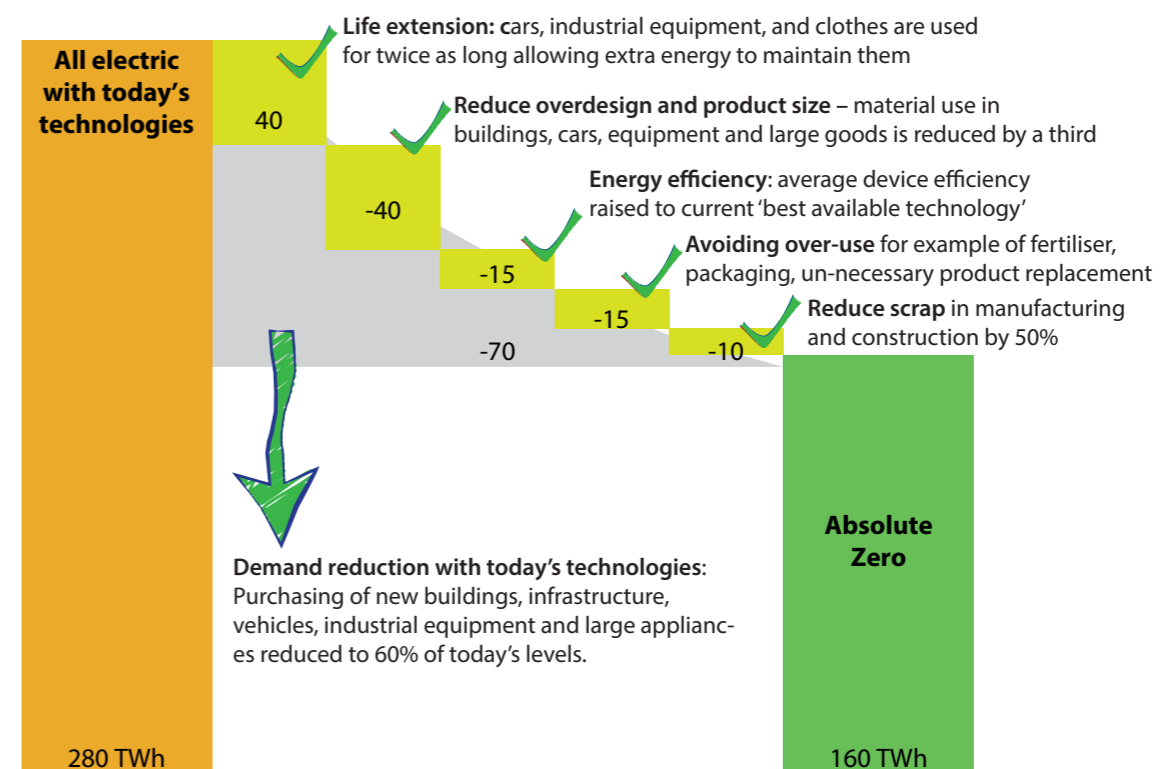 Life extension: cars, industrial equipment, and clothes are used
for twice as long allowing extra energy to maintain them
All electric
with today's
technologies
40
Reduce overdesign and product size – material use in
buildings, cars, equipment and large goods is reduced by a third
-40
Energy efficiency: average device efficiency
raised to current ‘best available technology’
Avoiding over-use for example of fertiliser,
packaging, un-necessary product replacement
-15
Reduce scrap in manufacturing
and construction by 50%
-15
-70
-10
Absolute
Zero
Demand reduction with today's technologies:
Purchasing of new buildings, infrastructure,
vehicles, industrial equipment and large applianc-
es reduced to 60% of today's levels.
280 TWh
160 TWh